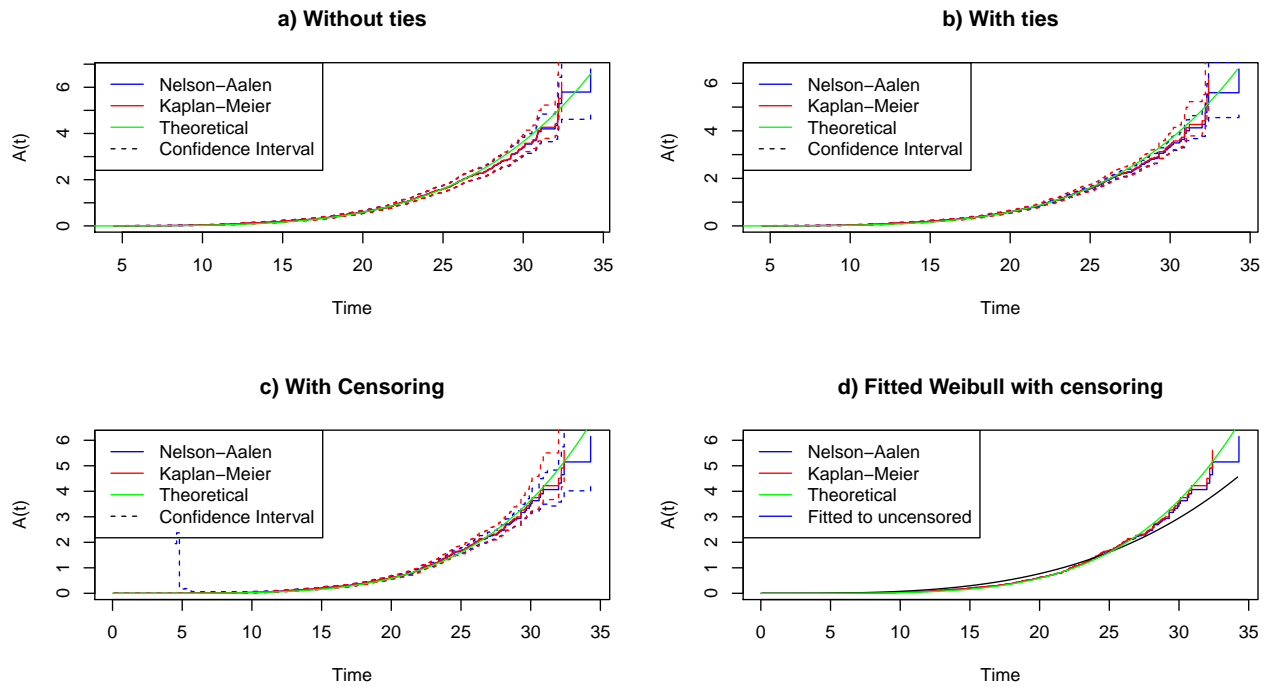 a) Without ties
A(t)
6
4
2
0
Nelson−Aalen
Kaplan−Meier
Theoretical
Confidence Interval
5 10 15 20 25 30 35
Time
b) With ties
A(t)
6
4
2
0
Nelson−Aalen
Kaplan−Meier
Theoretical
Confidence Interval
5 10 15 20 25 30 35
Time
c) With Censoring
A(t)
6
5
4
3
2
1
0
Nelson−Aalen
Kaplan−Meier
Theoretical
Confidence Interval
0 5 10 15 20 25 30 35
Time
d) Fitted Weibull with censoring
A(t)
6
5
4
3
2
1
0
Nelson−Aalen
Kaplan−Meier
Theoretical
Fitted to uncensored
0 5 10 15 20 25 30 35
Time